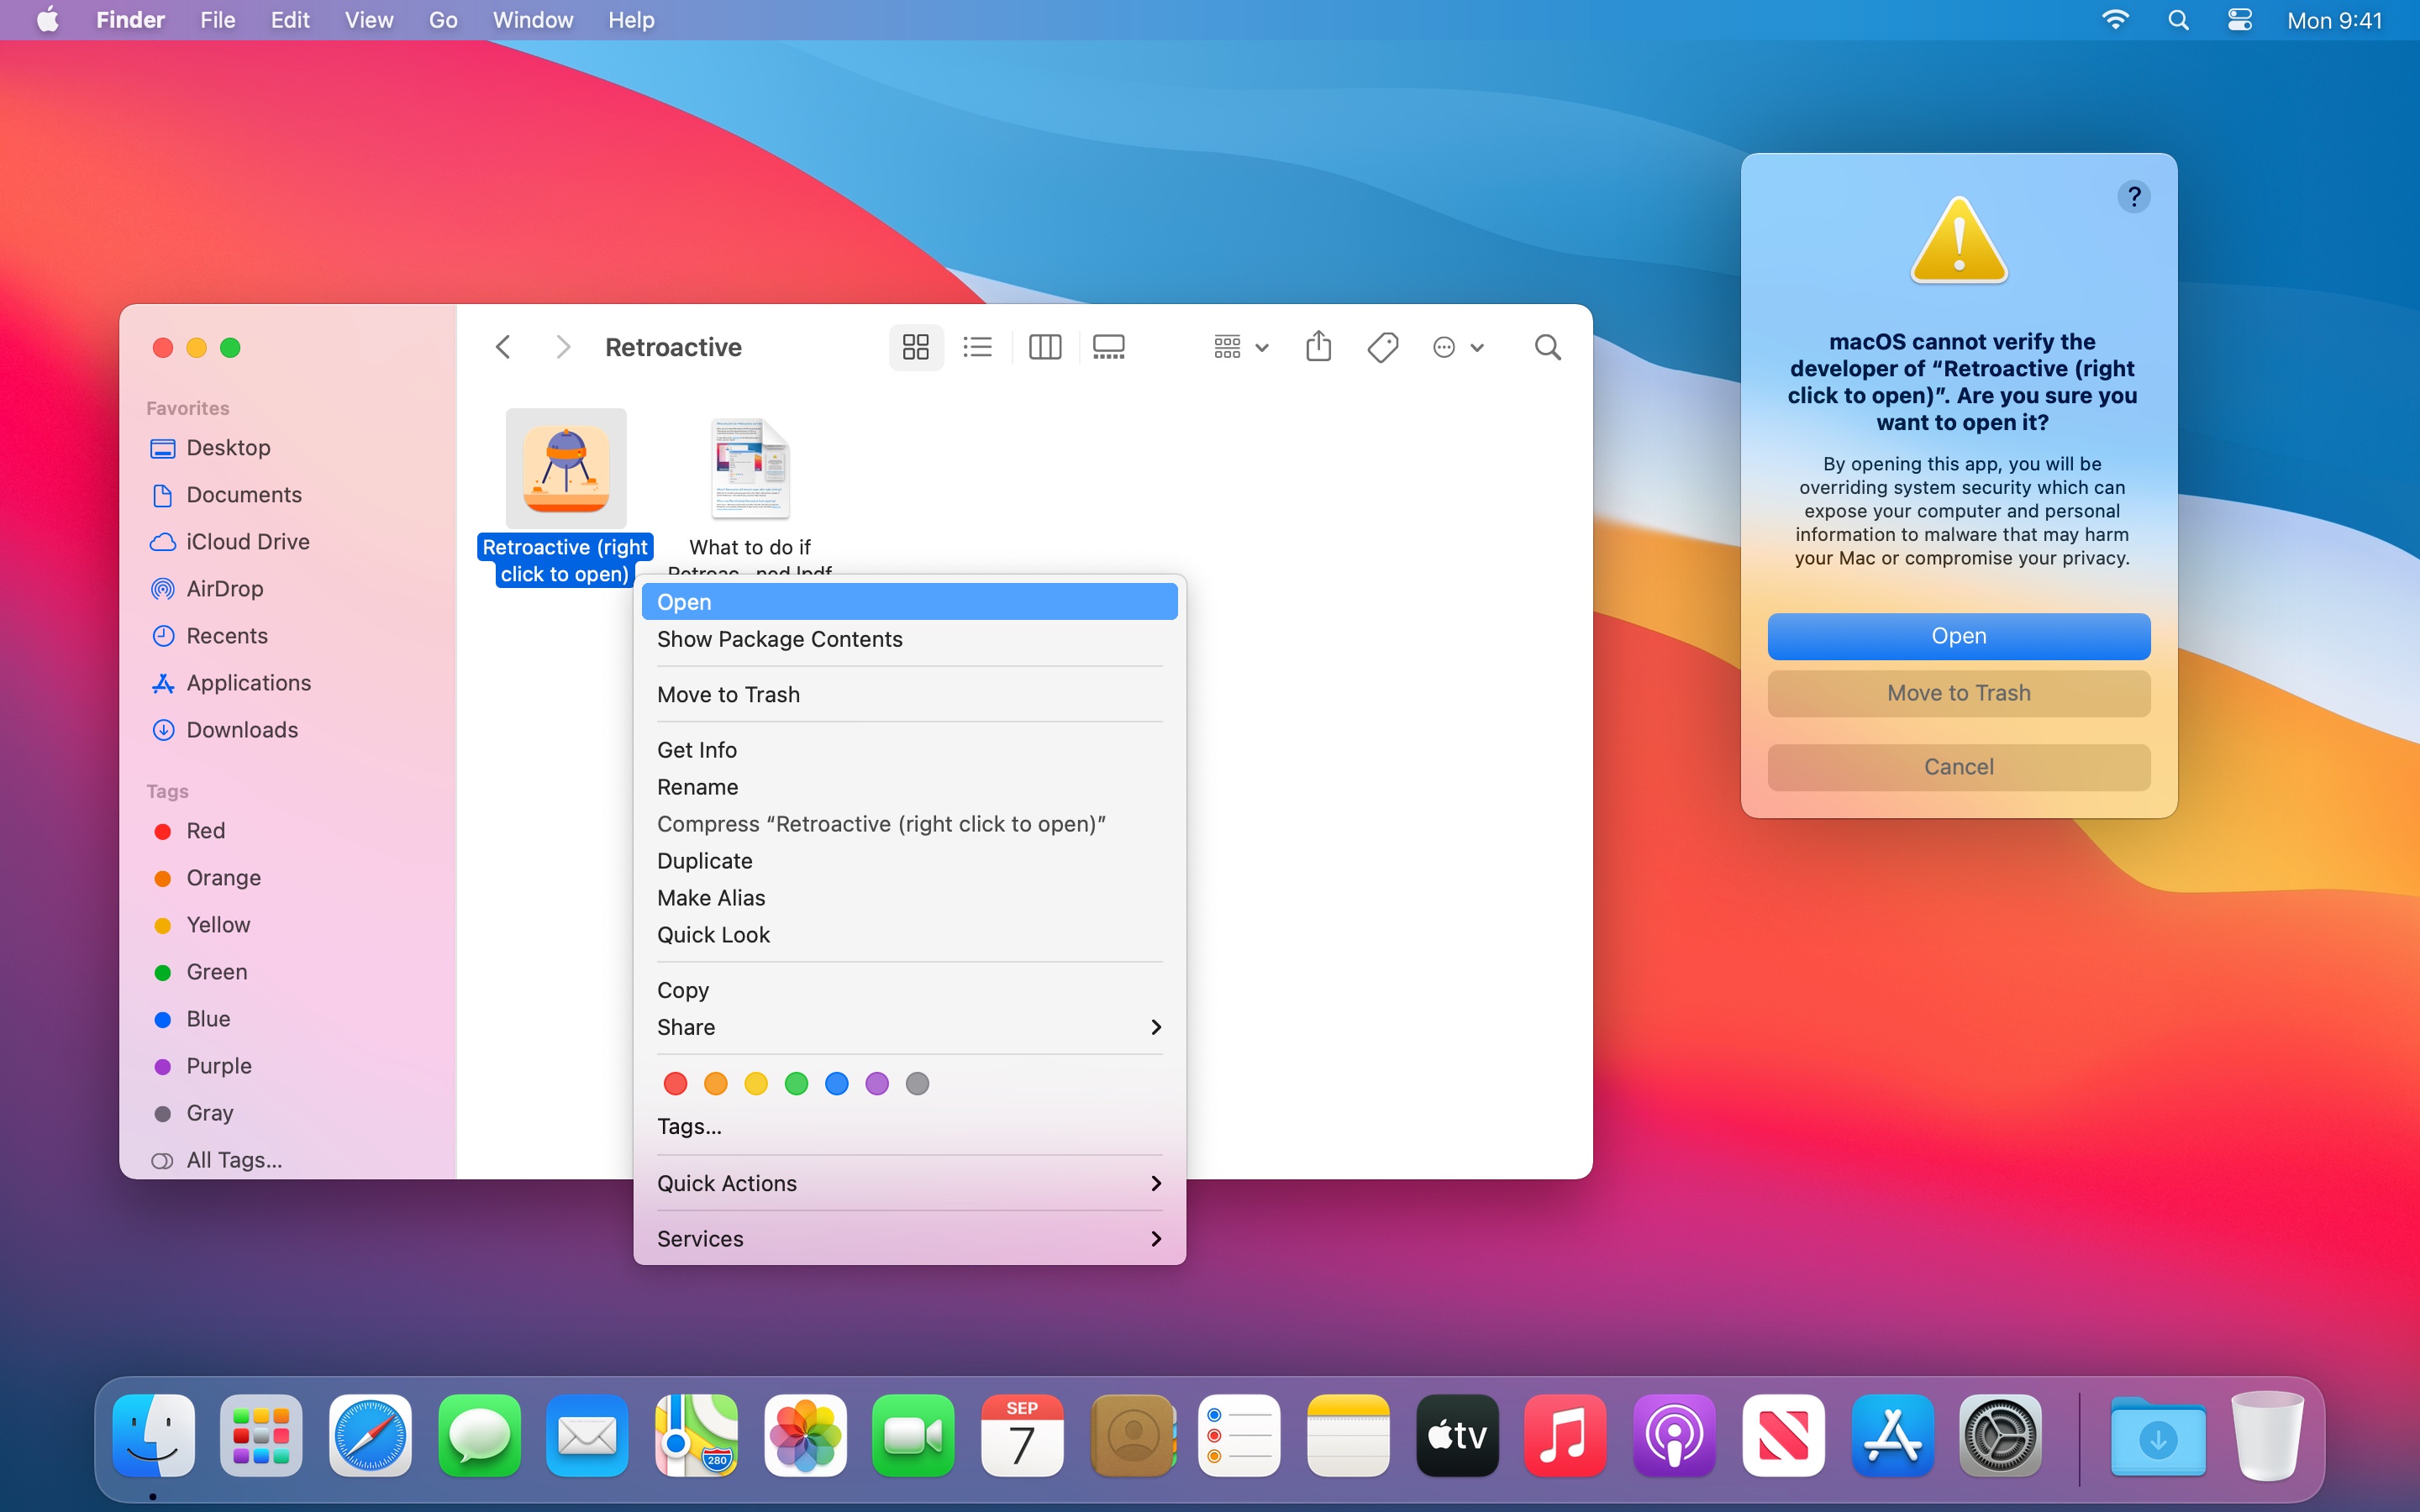 Finder File Edit View Go Window Help Mon 9:41
Retroactive
Favorites
Desktop
Documents
iCloud Drive
AirDrop
Recents
Applications
Downloads
Tags
Red
Orange
Yellow
Green
Blue
Purple
Gray
All Tags...
Retroactive (right
click to open)
What to do if
Open
Show Package Contents
Move to Trash
Get Info
Rename
Compress “Retroactive (right click to open)”
Duplicate
Make Alias
Quick Look
Copy
Share
Tags...
Quick Actions
Services
?
macOS cannot verify the
developer of “Retroactive (right
click to open)”. Are you sure you
want to open it?
By opening this app, you will be
overriding system security which can
expose your computer and personal
information to malware that may harm
your Mac or compromise your privacy.
Open
Move to Trash
Cancel
280
SEP
7
tv